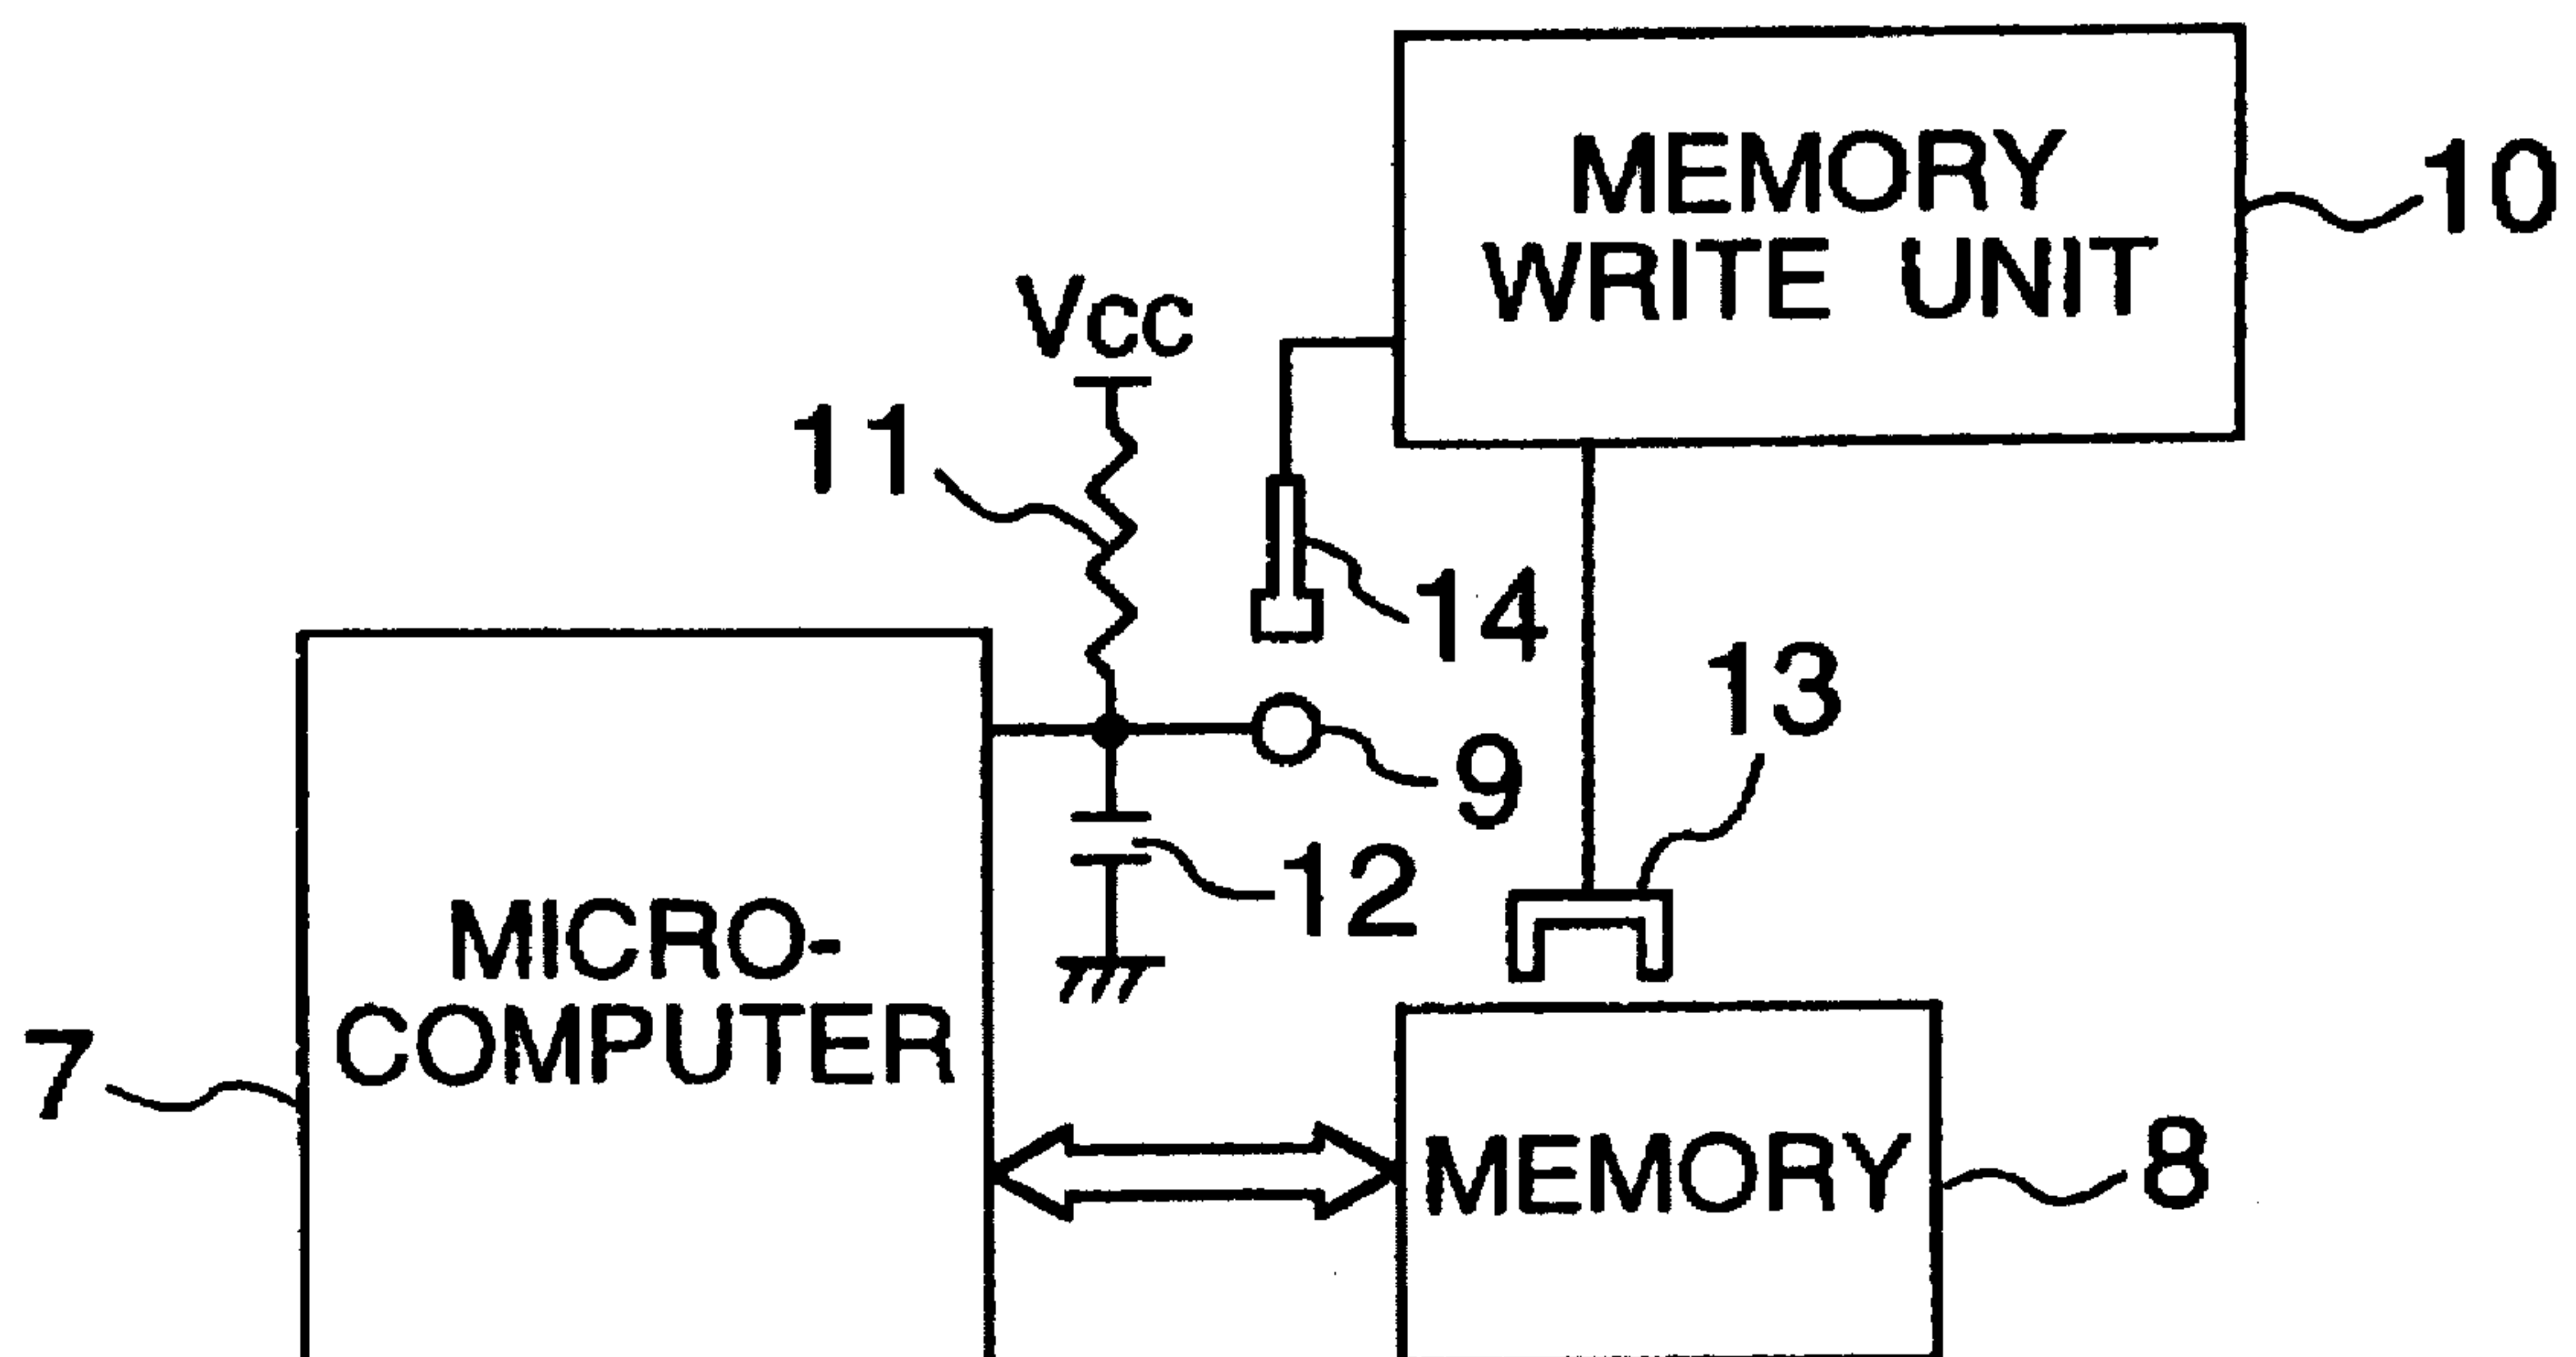 MEMORY
WRITE UNIT
10
Vcc
11
14
13
9
12
MICRO-
COMPUTER
7
MEMORY
8